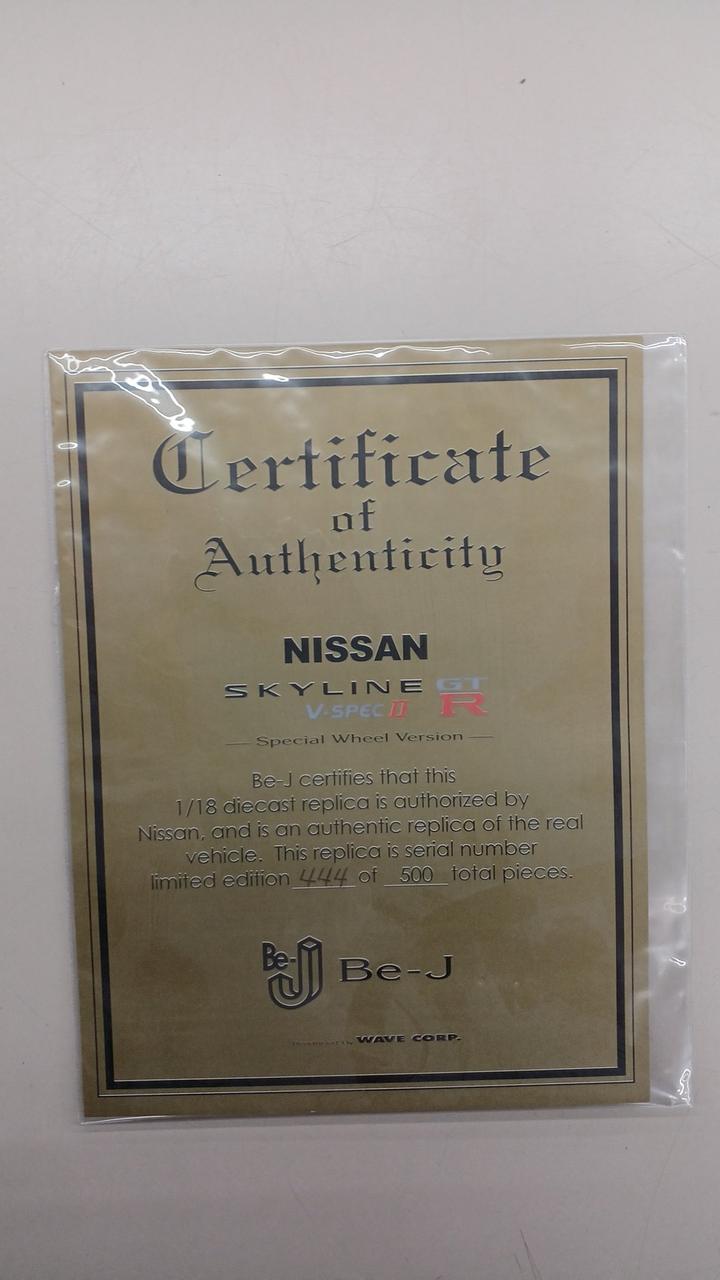 Certificate
of
Authenticity
NISSAN
SKYLINE GT
V-SPEC II R
Special Wheel Version
Be-J certifies that this
1/18 diecast replica is authorized by
Nissan, and is an authentic replica of the real
vehicle. This replica is serial number
limited edition 444 of 500 total pieces.
Be-J Be-J
WAVE CORP.